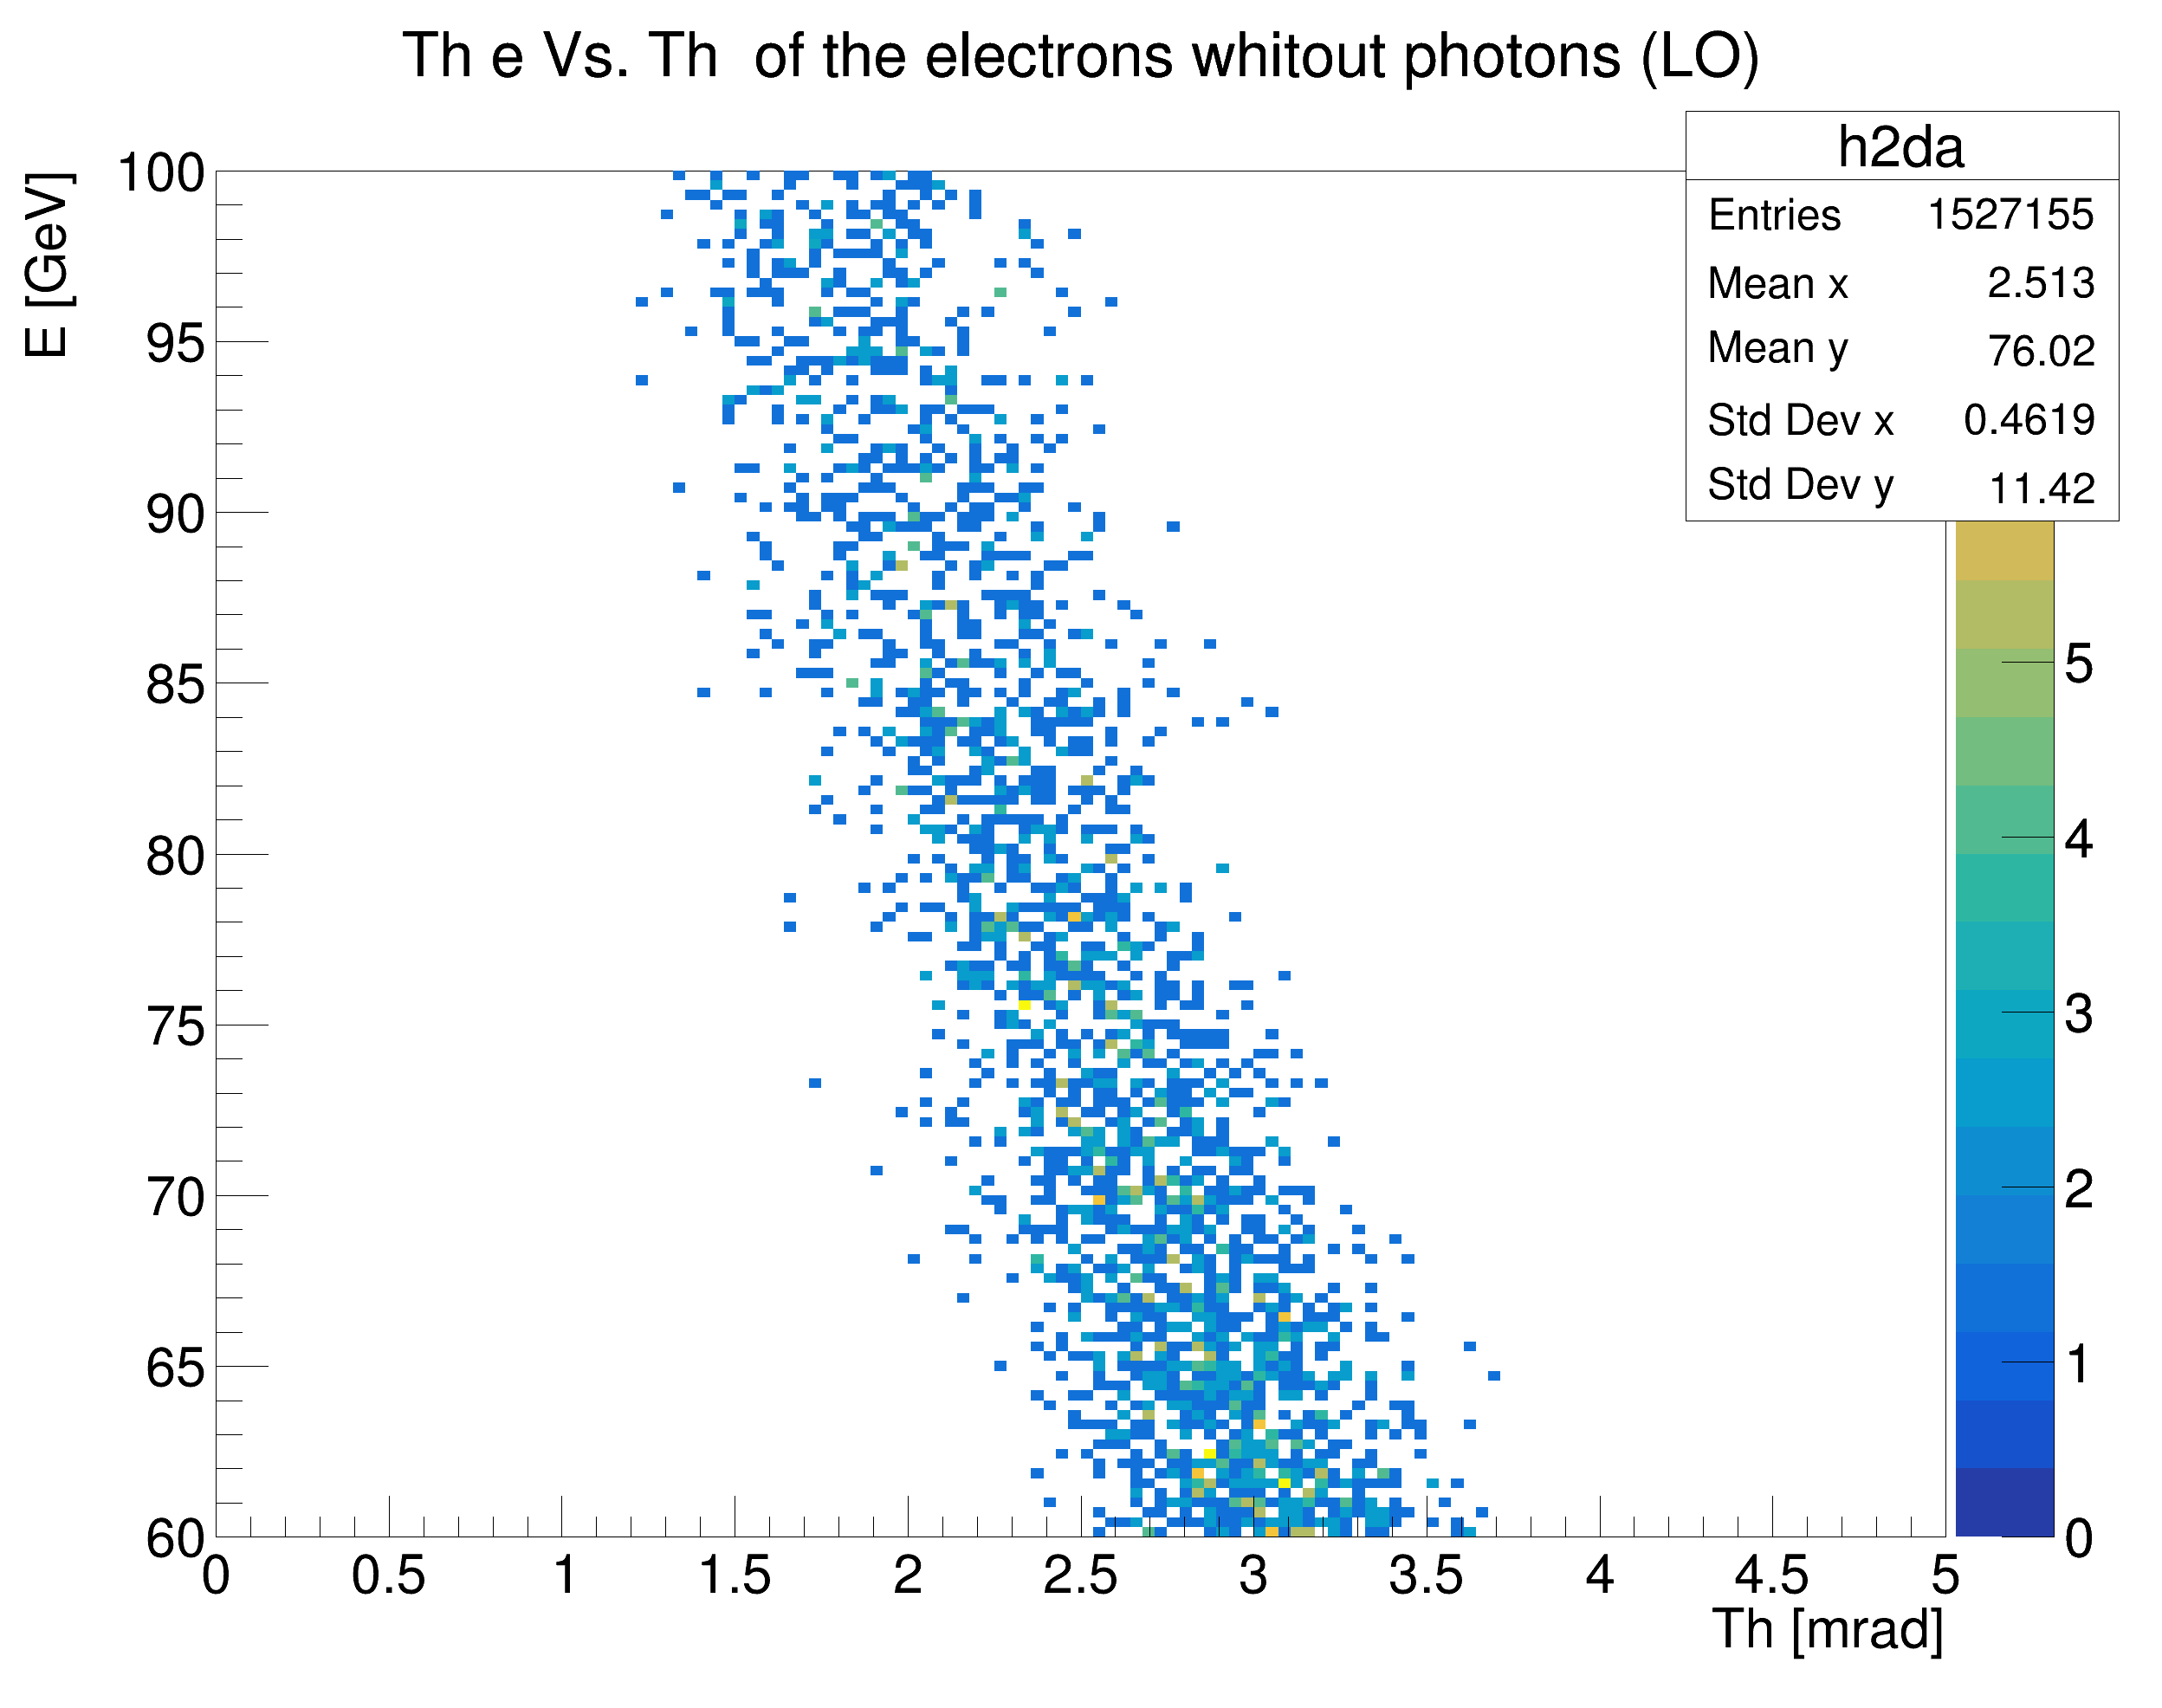 Th e Vs. Th  of the electrons whitout photons (LO)
h2da
Entries 1527155
Mean x 2.513
Mean y 76.02
Std Dev x 0.4619
Std Dev y 11.42
E [GeV]
100
95
90
85
80
75
70
65
60
5
4
3
2
1
0
0 0.5 1 1.5 2 2.5 3 3.5 4 4.5 5
Th [mrad]